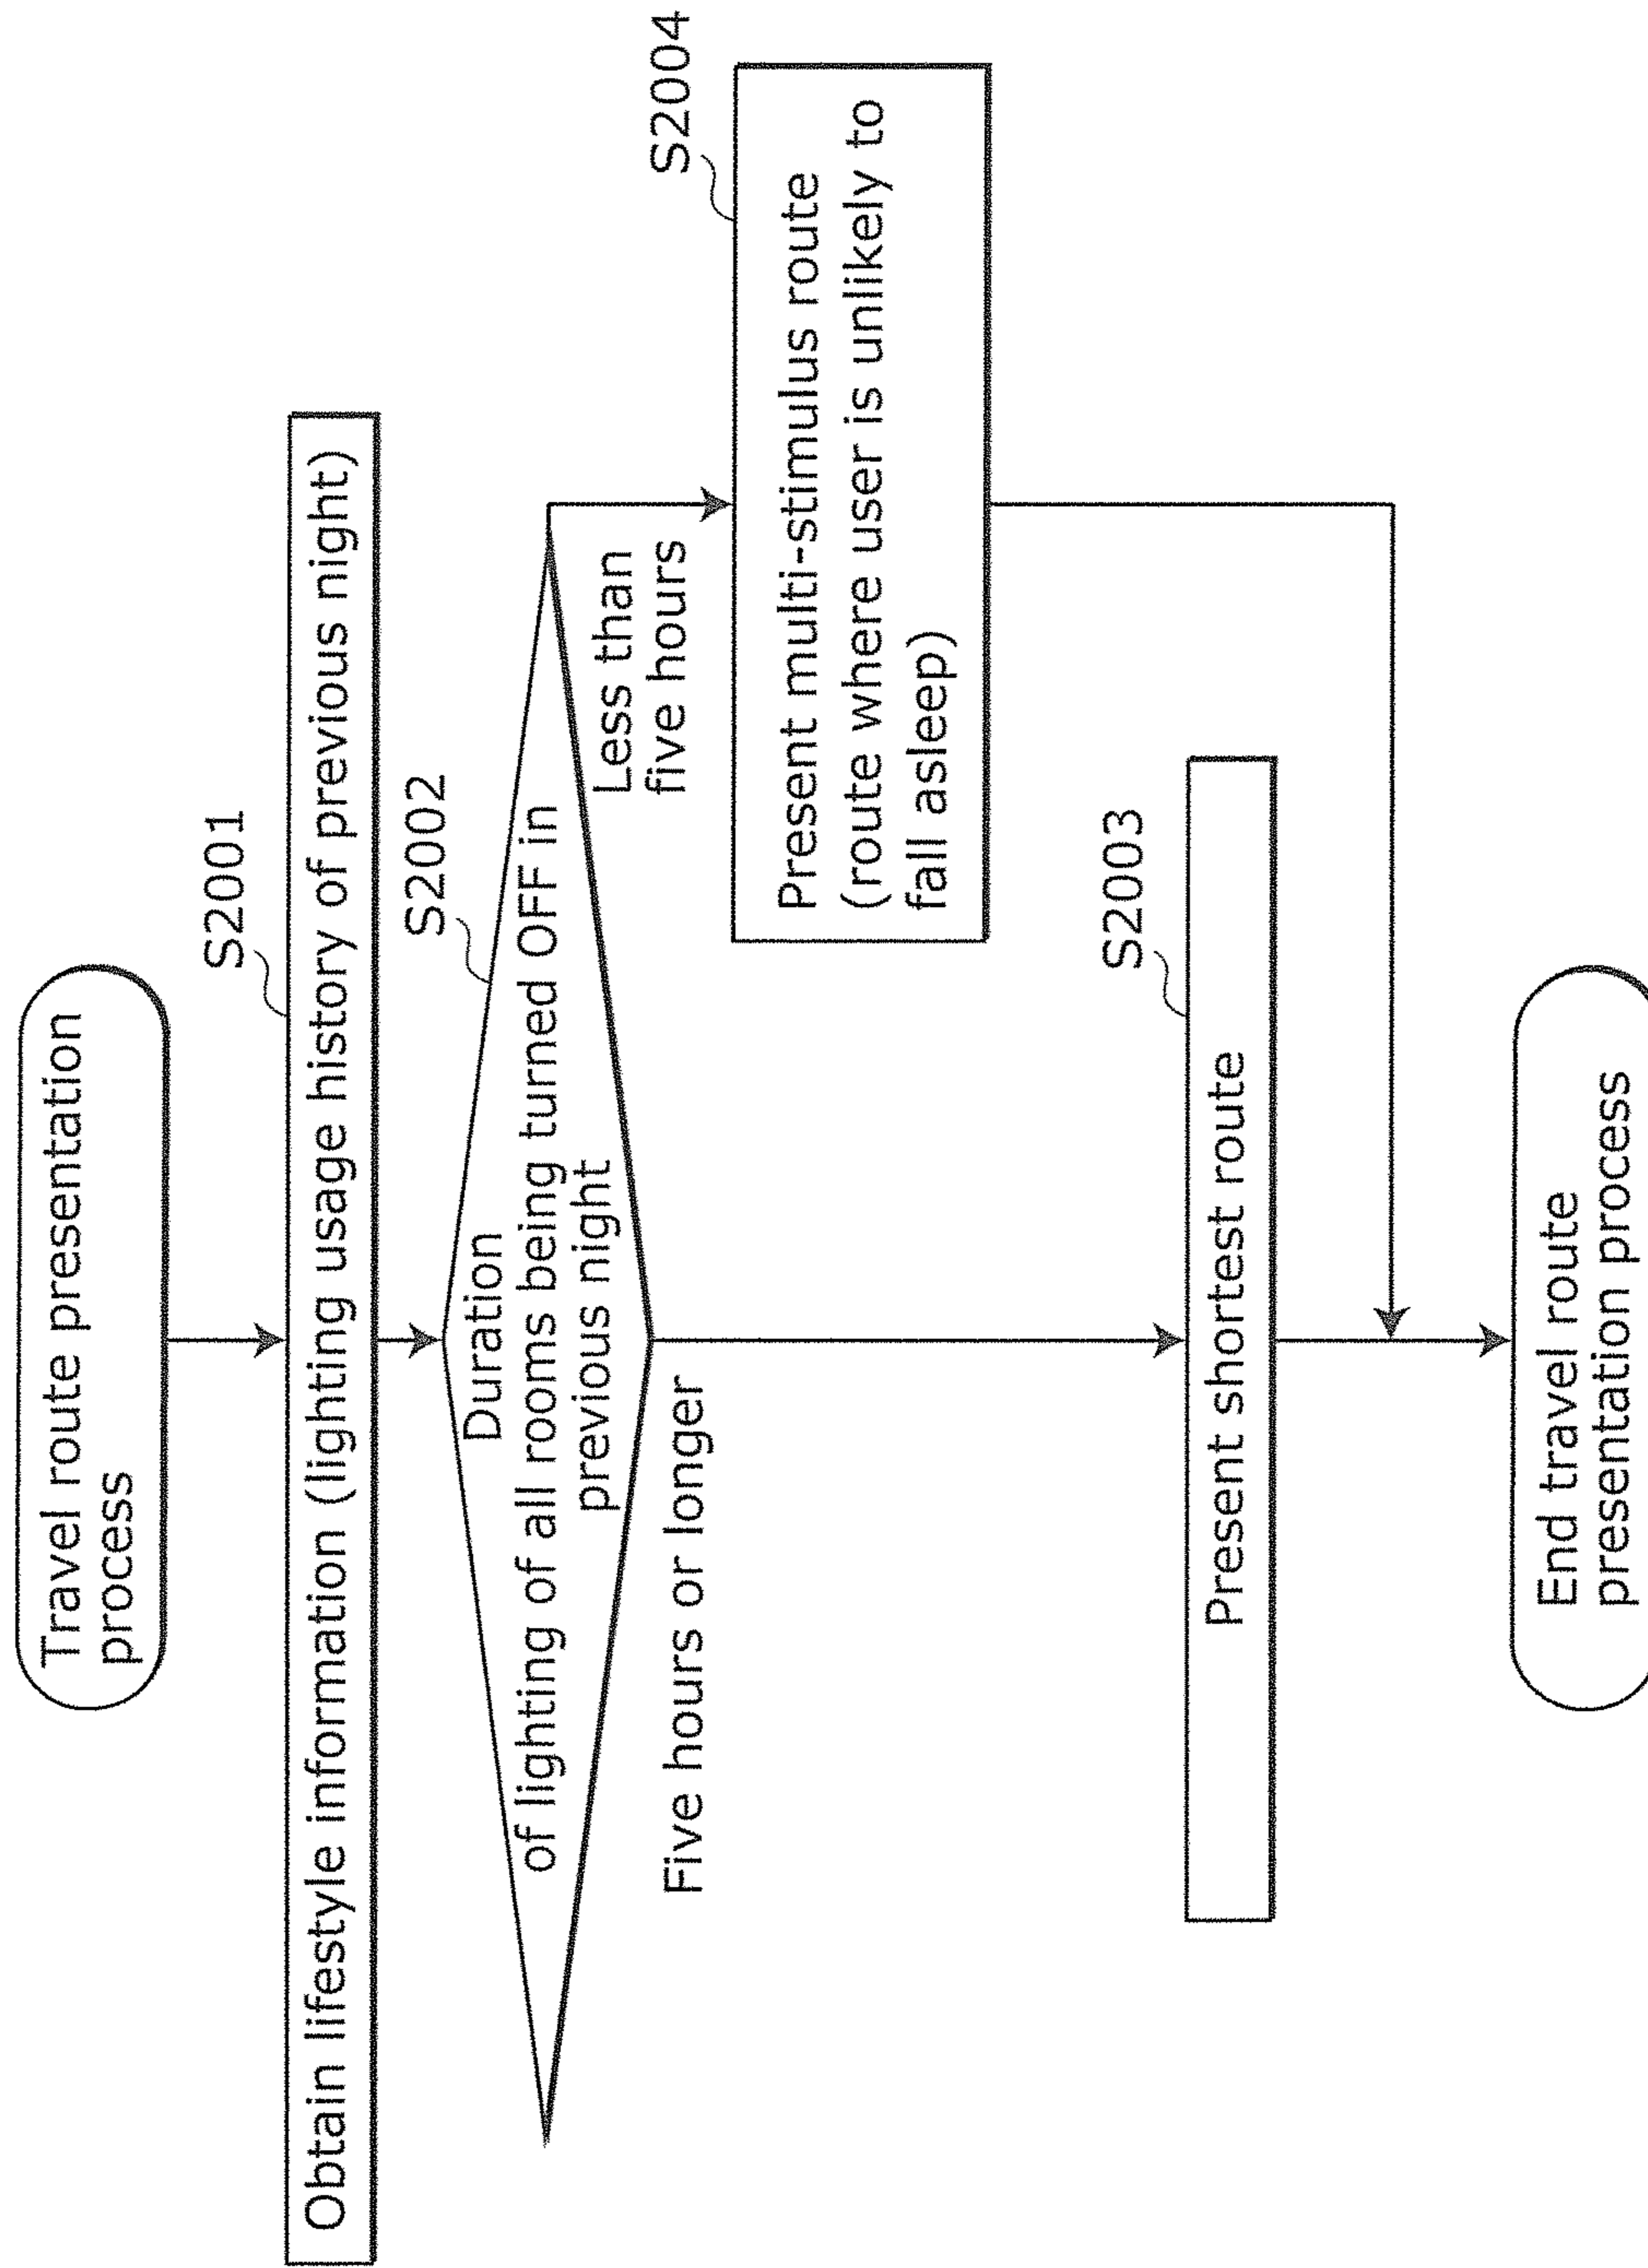 Travel route presentation
process
S2001
Obtain lifestyle information (lighting usage history of previous night)
S2002
Duration
of lighting of all rooms being turned OFF in
previous night
Less than
five hours
Five hours or longer
S2004
Present multi-stimulus route
(route where user is unlikely to
fall asleep)
S2003
Present shortest route
End travel route
presentation process